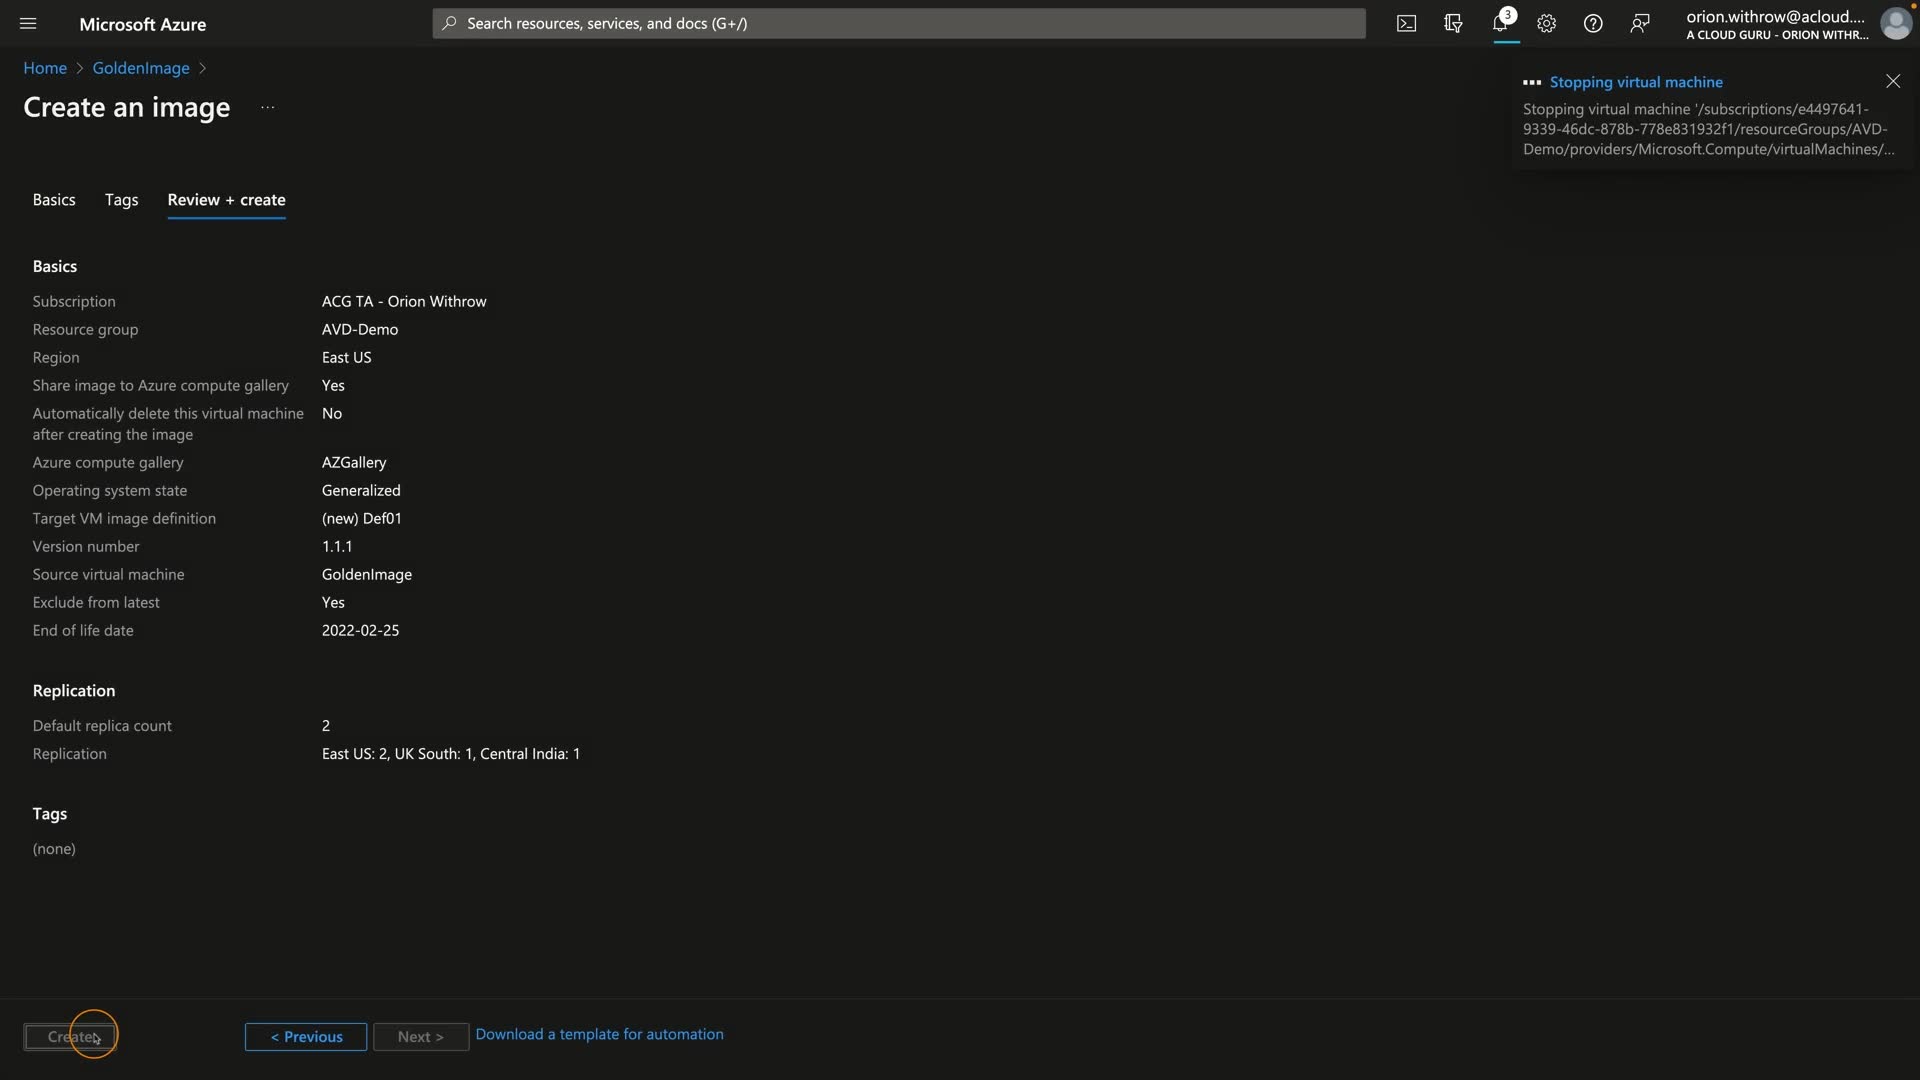 Microsoft Azure
Search resources, services, and docs (G+/)
3
orion.withrow@acloud....
A CLOUD GURU - ORION WITHR...
Home > GoldenImage >
Create an image ...
Stopping virtual machine
Stopping virtual machine '/subscriptions/e4497641-
9339-46dc-878b-778e831932f1/resourceGroups/AVD-
Demo/providers/Microsoft.Compute/virtualMachines/...
Basics Tags Review + create
Basics
Subscription ACG TA - Orion Withrow
Resource group AVD-Demo
Region East US
Share image to Azure compute gallery Yes
Automatically delete this virtual machine No
after creating the image
Azure compute gallery AZGallery
Operating system state Generalized
Target VM image definition (new) Def01
Version number 1.1.1
Source virtual machine GoldenImage
Exclude from latest Yes
End of life date 2022-02-25
Replication
Default replica count 2
Replication East US: 2, UK South: 1, Central India: 1
Tags
(none)
Create < Previous Next > Download a template for automation